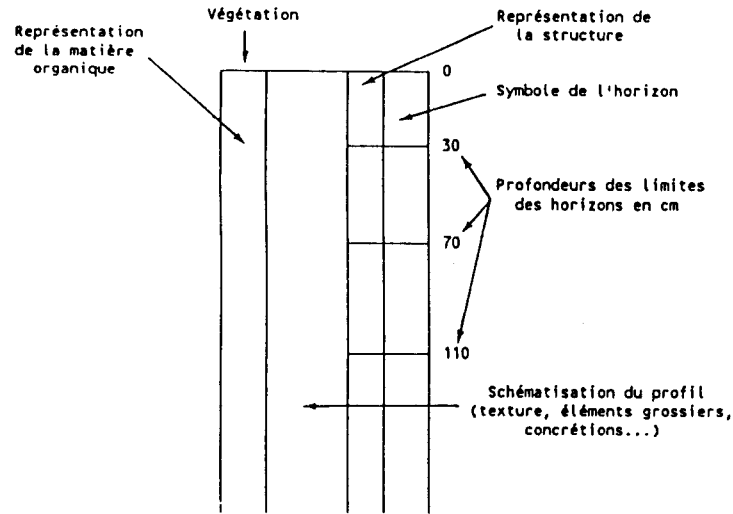 Végétation
Représentation
de la matière
organique
Représentation de
la structure
0
Symbole de l'horizon
30
Profondeurs des limites
des horizons en cm
70
110
Schématisation du profil
(texture, éléments grossiers,
concrétions...)